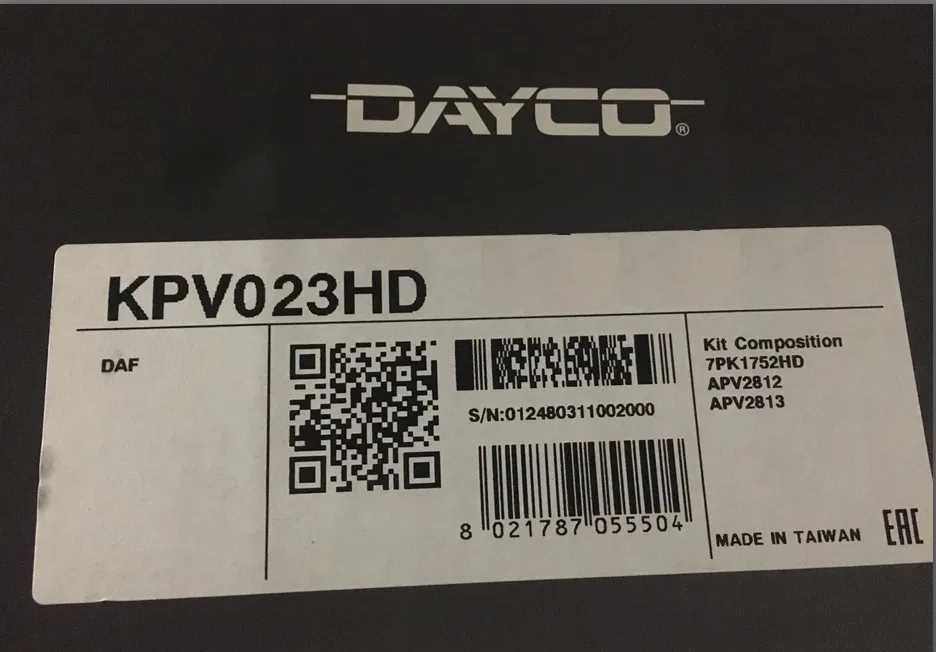 DAYCO®
KPV023HD
DAF
S/N:012480311002000
8 021787 055504
Kit Composition
7PK1752HD
APV2812
APV2813
MADE IN TAIWAN
EAC